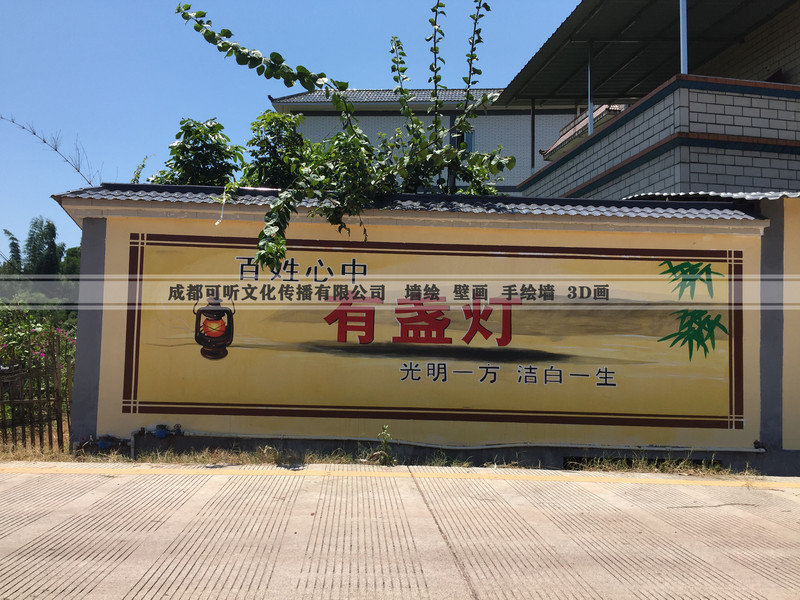 百姓心中
成都可听文化传播有限公司 墙绘 壁画 手绘墙 3D画
有盏灯
光明一方 洁白一生